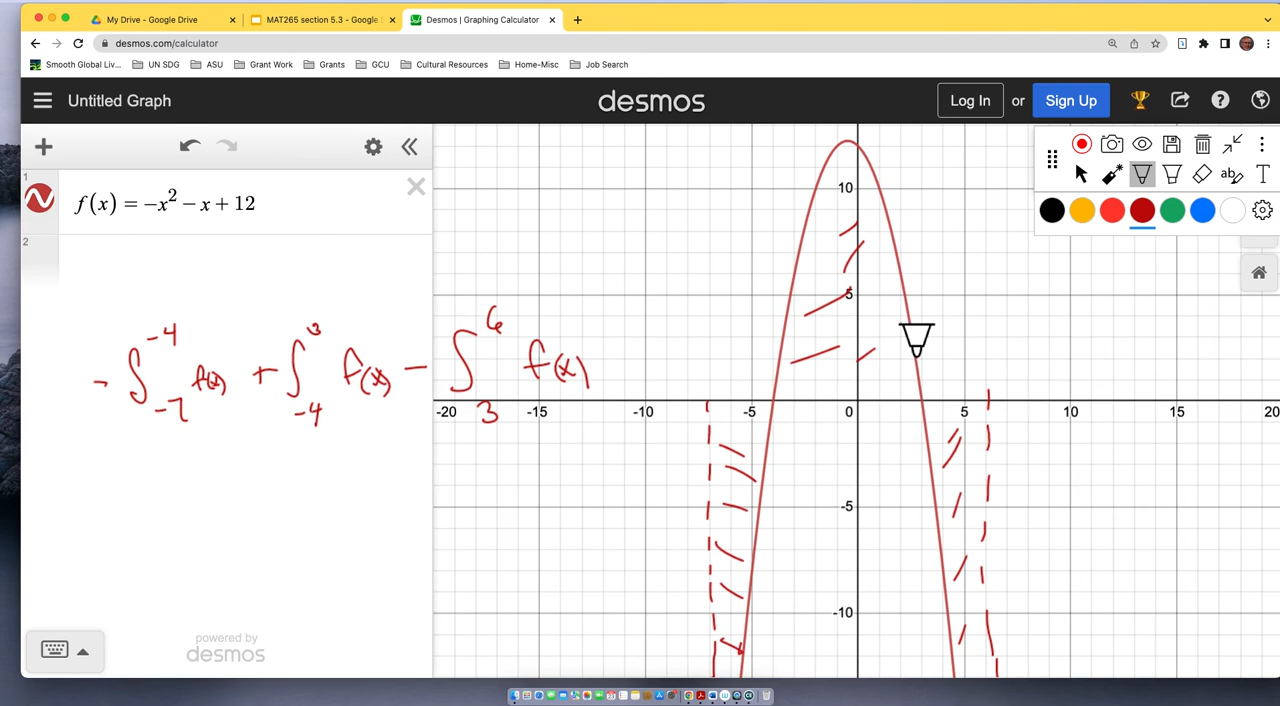 My Drive - Google Drive
MAT265 section 5.3 - Google S
Desmos | Graphing Calculator
desmos.com/calculator
Smooth Global Liv...
UN SDG
ASU
Grant Work
Grants
GCU
Cultural Resources
Home-Misc
Job Search
Untitled Graph
desmos
Log In or Sign Up
1
f(x) = −x² − x + 12
2
10
5
-20 -15 -10 -5 0 5 10 15 20
-5
-10
- ∫_{-7}^{-4} f(x) + ∫_{-4}^{3} f(x) - ∫_{3}^{6} f(x)
ab
T
powered by
desmos